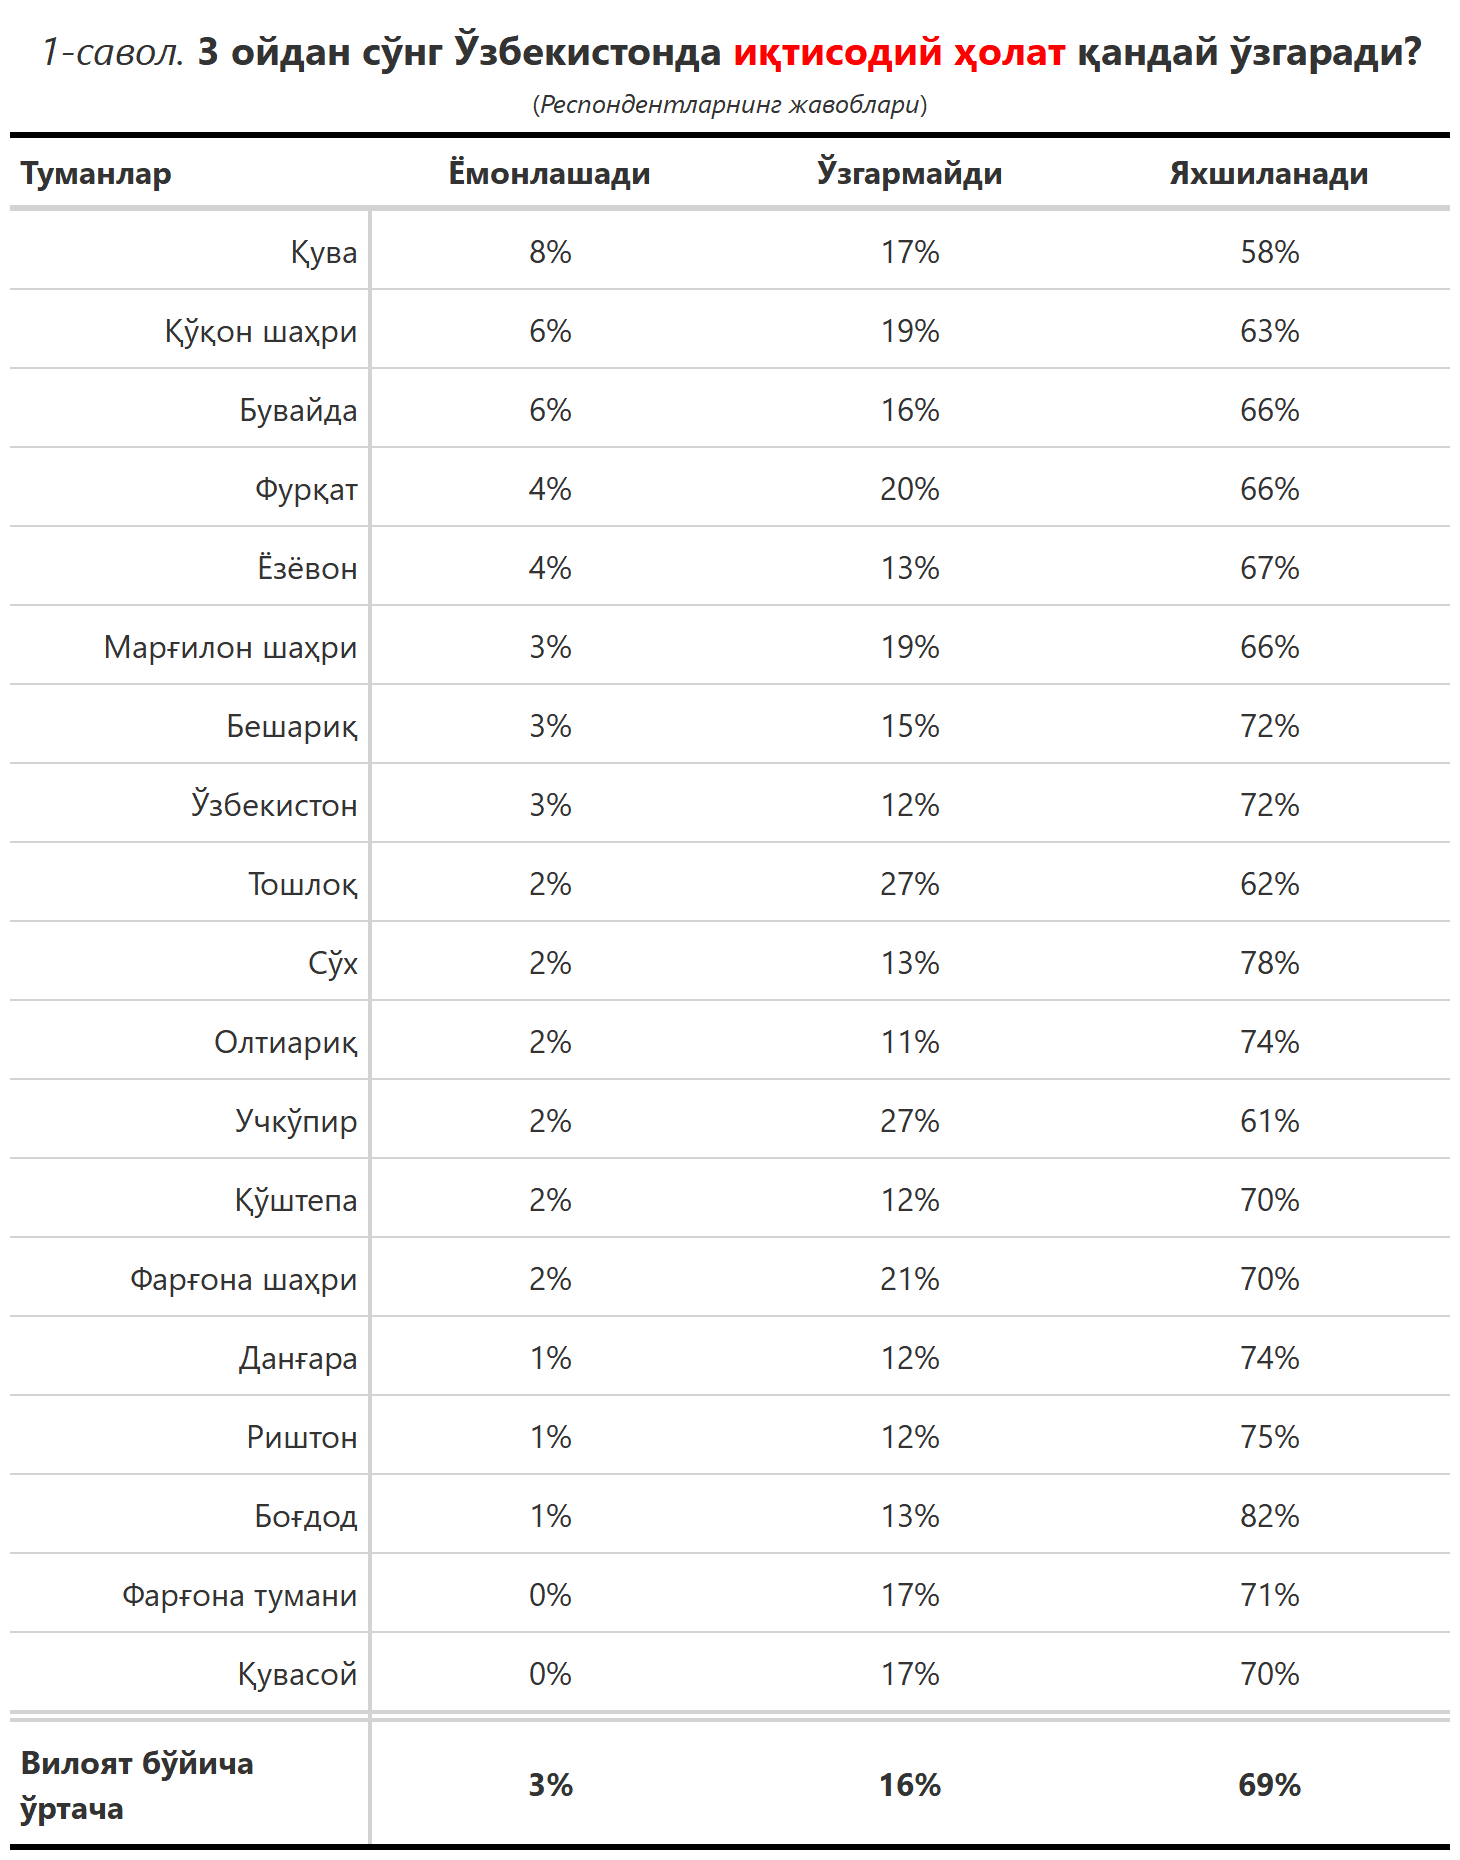 1-савол. 3 ойдан сўнг Ўзбекистонда иқтисодий ҳолат қандай ўзгаради?
(Респондентларнинг жавоблари)
Туманлар Ёмонлашади Ўзгармайди Яхшиланади
Қува 8% 17% 58%
Қўқон шаҳри 6% 19% 63%
Бувайда 6% 16% 66%
Фурқат 4% 20% 66%
Ёзёвон 4% 13% 67%
Марғилон шаҳри 3% 19% 66%
Бешариқ 3% 15% 72%
Ўзбекистон 3% 12% 72%
Тошлоқ 2% 27% 62%
Сўх 2% 13% 78%
Олтиариқ 2% 11% 74%
Учкўпир 2% 27% 61%
Қўштепа 2% 12% 70%
Фарғона шаҳри 2% 21% 70%
Данғара 1% 12% 74%
Риштон 1% 12% 75%
Боғдод 1% 13% 82%
Фарғона тумани 0% 17% 71%
Қувасой 0% 17% 70%
Вилоят бўйича
ўртача 3% 16% 69%